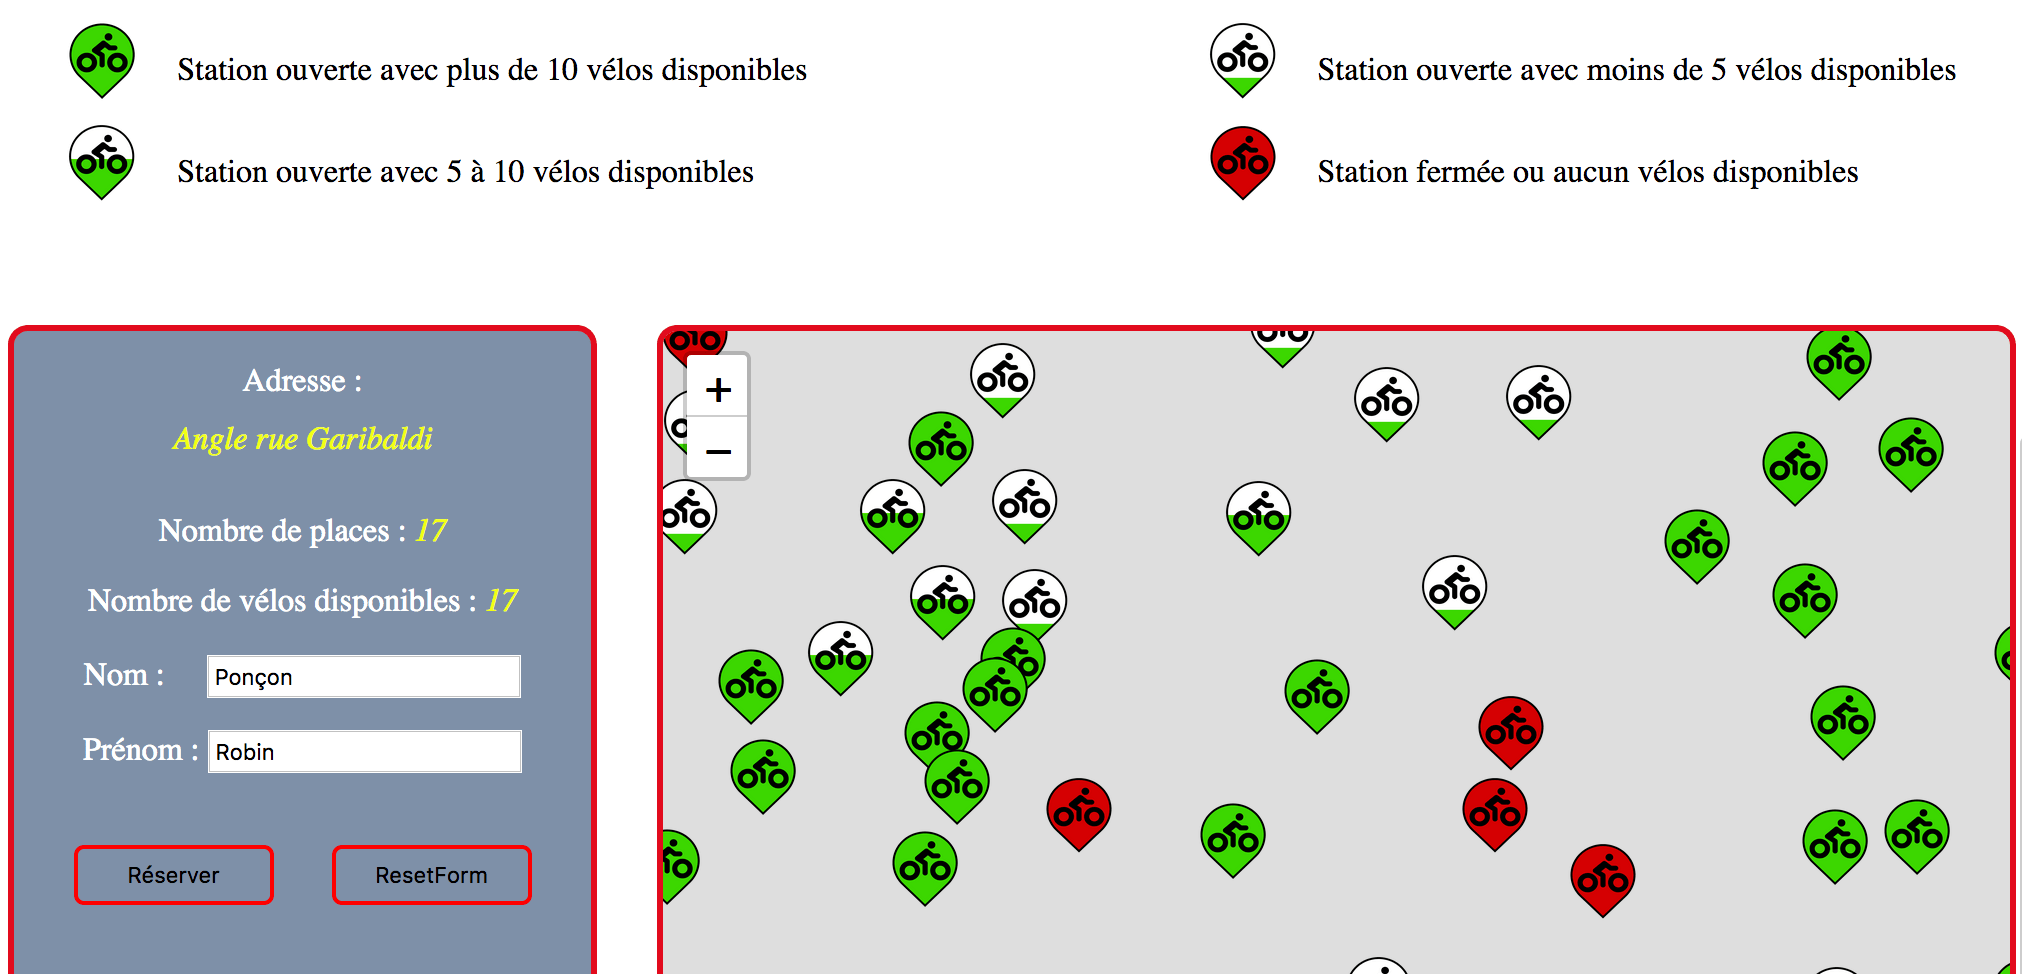 Station ouverte avec plus de 10 vélos disponibles
Station ouverte avec moins de 5 vélos disponibles
Station ouverte avec 5 à 10 vélos disponibles
Station fermée ou aucun vélos disponibles
Adresse :
Angle rue Garibaldi
Nombre de places : 17
Nombre de vélos disponibles : 17
Nom : Ponçon
Prénom : Robin
Réserver
ResetForm
+
−